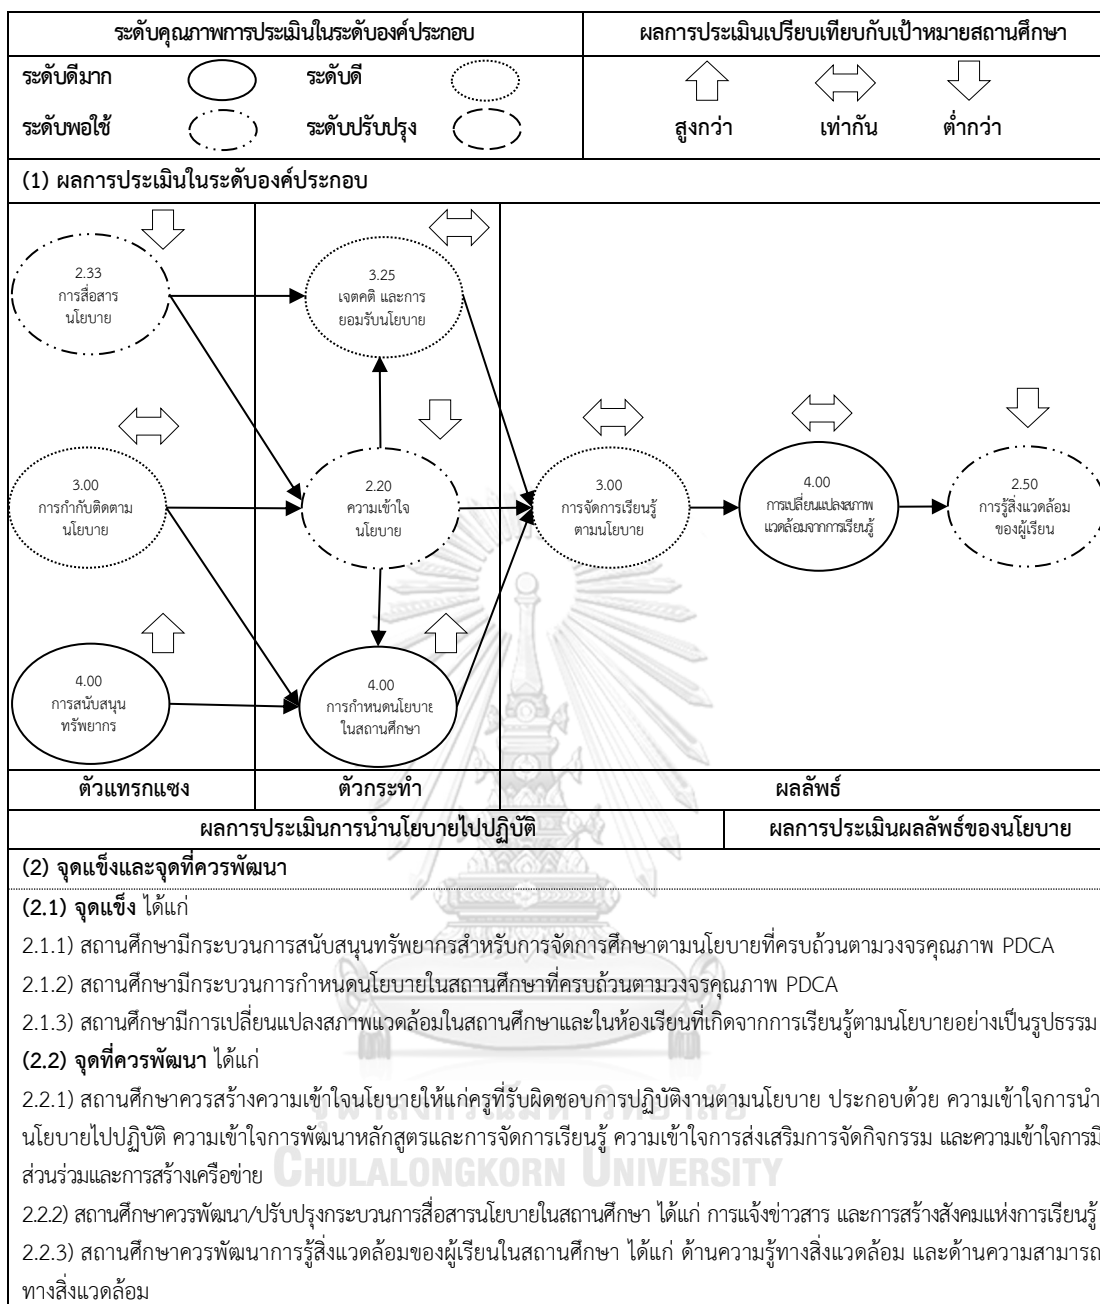 ระดับคุณภาพการประเมินในระดับองค์ประกอบ
ผลการประเมินเปรียบเทียบกับเป้าหมายสถานศึกษา
ระดับดีมาก
ระดับดี
ระดับพอใช้
ระดับปรับปรุง
สูงกว่า
เท่ากัน
ต่ำกว่า
(1) ผลการประเมินในระดับองค์ประกอบ
2.33
การสื่อสาร
นโยบาย
3.25
เจตคติ และการ
ยอมรับนโยบาย
3.00
การกำกับติดตาม
นโยบาย
2.20
ความเข้าใจ
นโยบาย
3.00
การจัดการเรียนรู้
ตามนโยบาย
4.00
การเปลี่ยนแปลงสภาพ
แวดล้อมจากการเรียนรู้
2.50
การรู้สิ่งแวดล้อม
ของผู้เรียน
4.00
การสนับสนุน
ทรัพยากร
4.00
การกำหนดนโยบาย
ในสถานศึกษา
ตัวแทรกแซง
ตัวกระทำ
ผลลัพธ์
ผลการประเมินการนำนโยบายไปปฏิบัติ
ผลการประเมินผลลัพธ์ของนโยบาย
(2) จุดแข็งและจุดที่ควรพัฒนา
(2.1) จุดแข็ง ได้แก่
2.1.1) สถานศึกษามีกระบวนการสนับสนุนทรัพยากรสำหรับการจัดการศึกษาตามนโยบายที่ครบถ้วนตามวงจรคุณภาพ PDCA
2.1.2) สถานศึกษามีกระบวนการกำหนดนโยบายในสถานศึกษาที่ครบถ้วนตามวงจรคุณภาพ PDCA
2.1.3) สถานศึกษามีการเปลี่ยนแปลงสภาพแวดล้อมในสถานศึกษาและในห้องเรียนที่เกิดจากการเรียนรู้ตามนโยบายอย่างเป็นรูปธรรม
(2.2) จุดที่ควรพัฒนา ได้แก่
2.2.1) สถานศึกษาควรสร้างความเข้าใจนโยบายให้แก่ครูที่รับผิดชอบการปฏิบัติงานตามนโยบาย ประกอบด้วย ความเข้าใจการนำ
นโยบายไปปฏิบัติ ความเข้าใจการพัฒนาหลักสูตรและการจัดการเรียนรู้ ความเข้าใจการส่งเสริมการจัดกิจกรรม และความเข้าใจการมี
ส่วนร่วมและการสร้างเครือข่าย
2.2.2) สถานศึกษาควรพัฒนา/ปรับปรุงกระบวนการสื่อสารนโยบายในสถานศึกษา ได้แก่ การแจ้งข่าวสาร และการสร้างสังคมแห่งการเรียนรู้
2.2.3) สถานศึกษาควรพัฒนาการรู้สิ่งแวดล้อมของผู้เรียนในสถานศึกษา ได้แก่ ด้านความรู้ทางสิ่งแวดล้อม และด้านความสามารถ
ทางสิ่งแวดล้อม
จุฬาลงกรณ์มหาวิทยาลัย
CHULALONGKORN UNIVERSITY